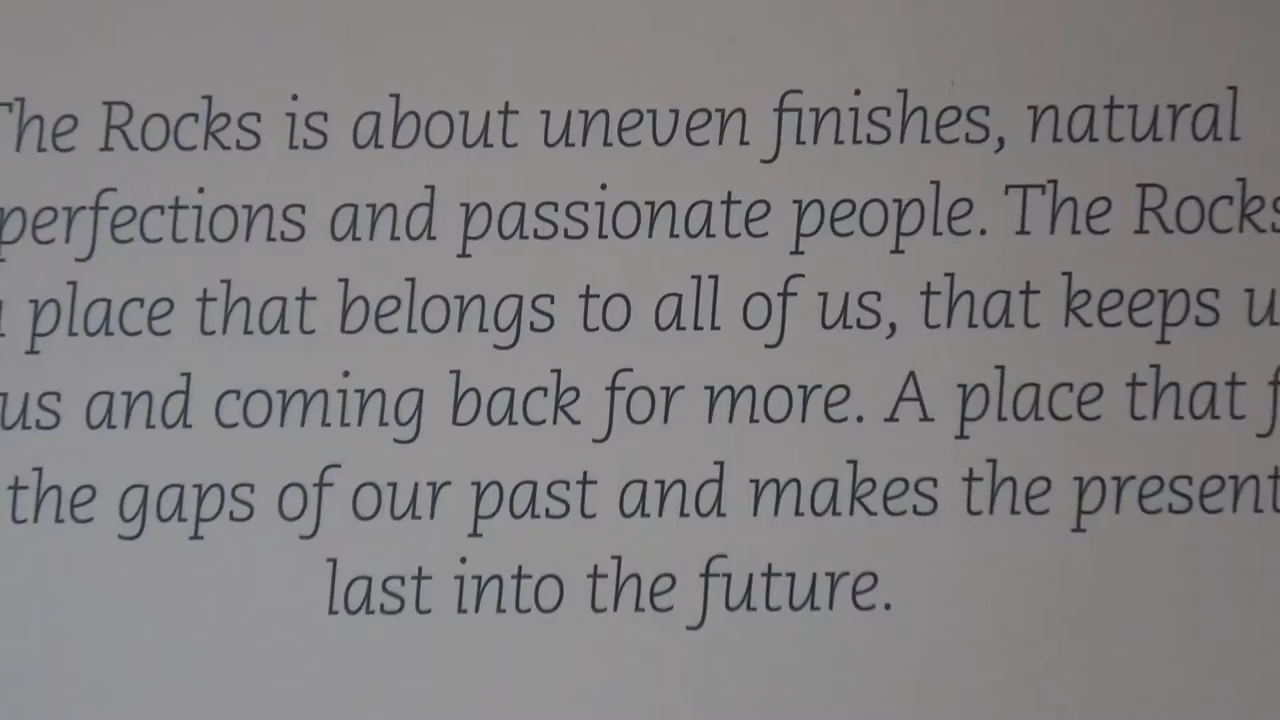 The Rocks is about uneven finishes, natural
perfections and passionate people. The Rocks
place that belongs to all of us, that keeps
us and coming back for more. A place that
the gaps of our past and makes the present
last into the future.